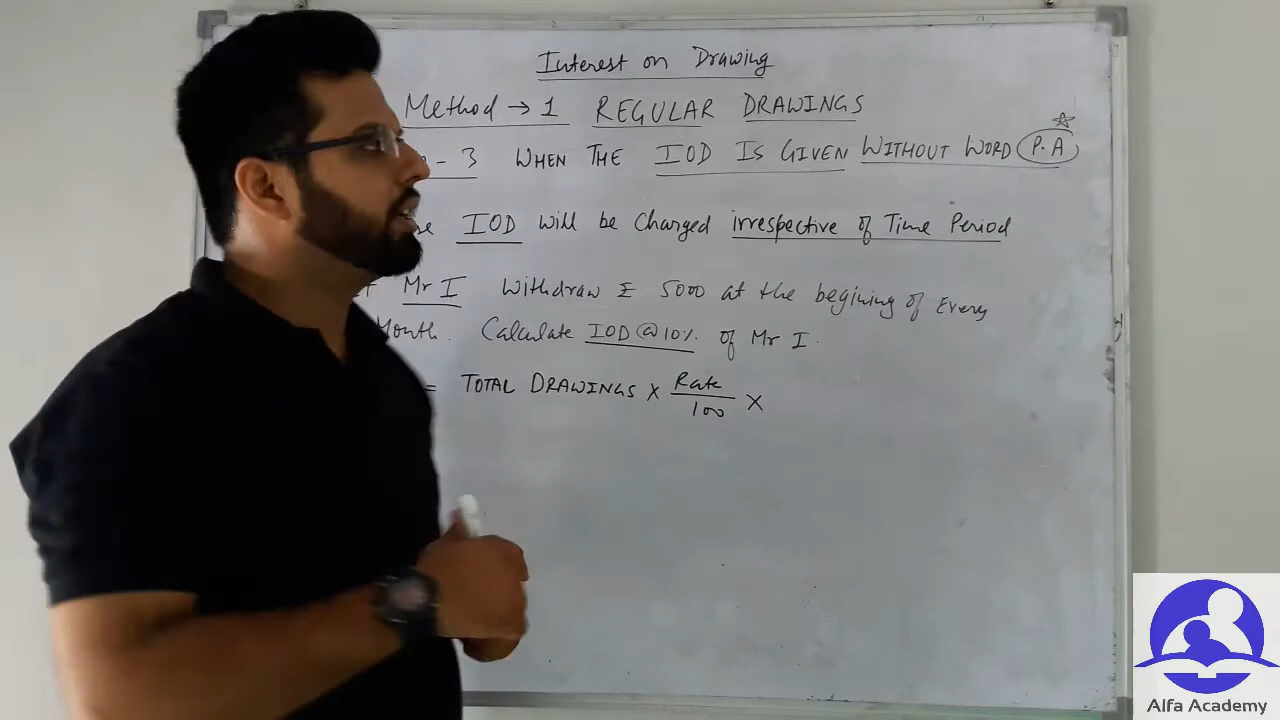 Interest on Drawing
Method → 1 REGULAR DRAWINGS
- 3 WHEN THE IOD IS GIVEN WITHOUT WORD P.A
IOD will be Charged irrespective of Time Period
Mr I Withdraw 5000 at the begining of Every
Month. Calculate IOD @ 10% of Mr I.
= TOTAL DRAWINGS × Rate/100 ×
Alfa Academy